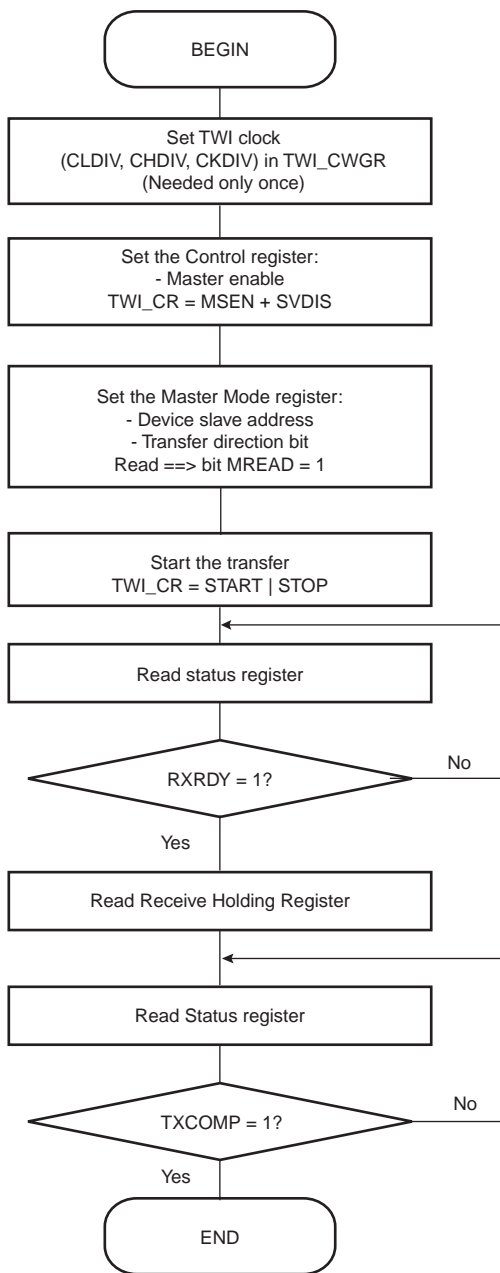 BEGIN
Set TWI clock
(CLDIV, CHDIV, CKDIV) in TWI_CWGR
(Needed only once)
Set the Control register:
- Master enable
TWI_CR = MSEN + SVDIS
Set the Master Mode register:
- Device slave address
- Transfer direction bit
Read ==> bit MREAD = 1
Start the transfer
TWI_CR = START | STOP
Read status register
RXRDY = 1?
No
Yes
Read Receive Holding Register
Read Status register
TXCOMP = 1?
No
Yes
END